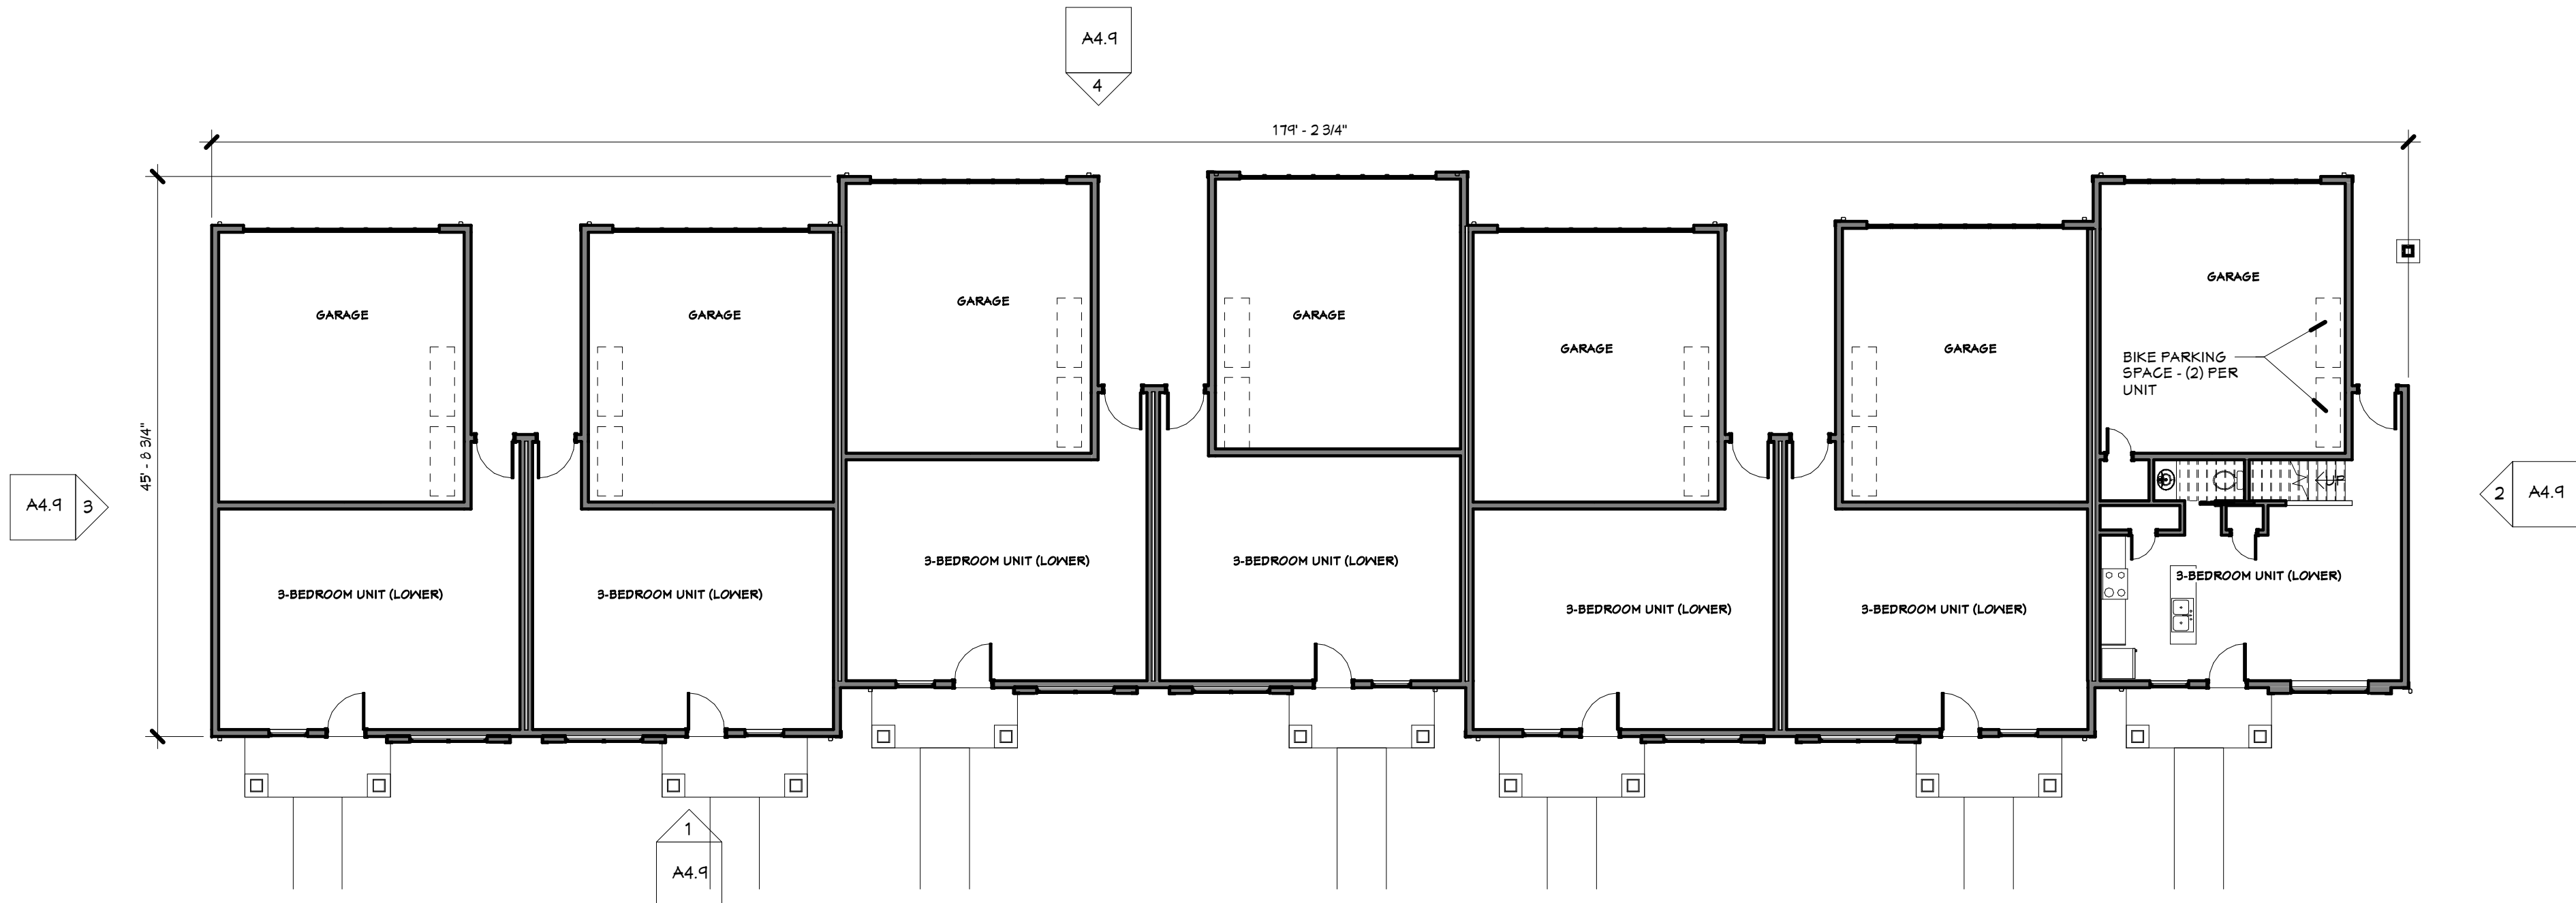 A4.9
4
179' - 2 3/4"
45' - 8 3/4"
GARAGE
GARAGE
GARAGE
GARAGE
GARAGE
GARAGE
GARAGE
BIKE PARKING
SPACE - (2) PER
UNIT
UP
A4.9
3
2
A4.9
3-BEDROOM UNIT (LOWER)
3-BEDROOM UNIT (LOWER)
3-BEDROOM UNIT (LOWER)
3-BEDROOM UNIT (LOWER)
3-BEDROOM UNIT (LOWER)
3-BEDROOM UNIT (LOWER)
3-BEDROOM UNIT (LOWER)
1
A4.9